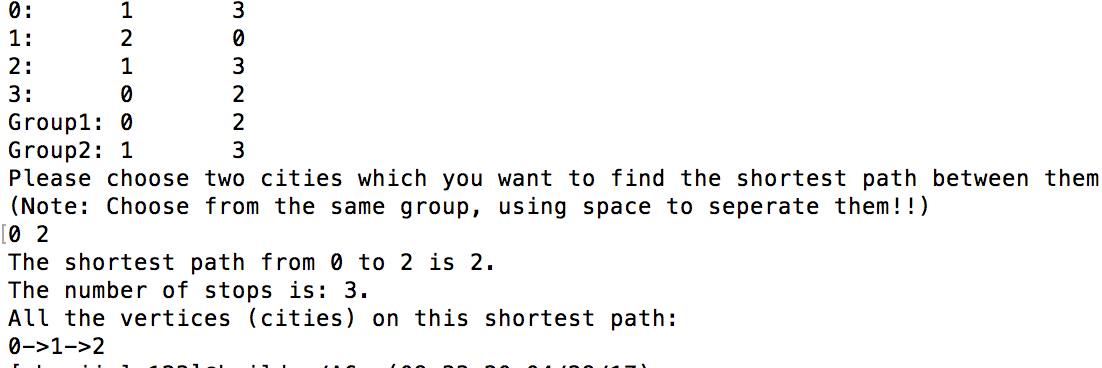 0: 1 3
1: 2 0
2: 1 3
3: 0 2
Group1: 0 2
Group2: 1 3
Please choose two cities which you want to find the shortest path between them
(Note: Choose from the same group, using space to seperate them!!)
[0 2
The shortest path from 0 to 2 is 2.
The number of stops is: 3.
All the vertices (cities) on this shortest path:
0->1->2